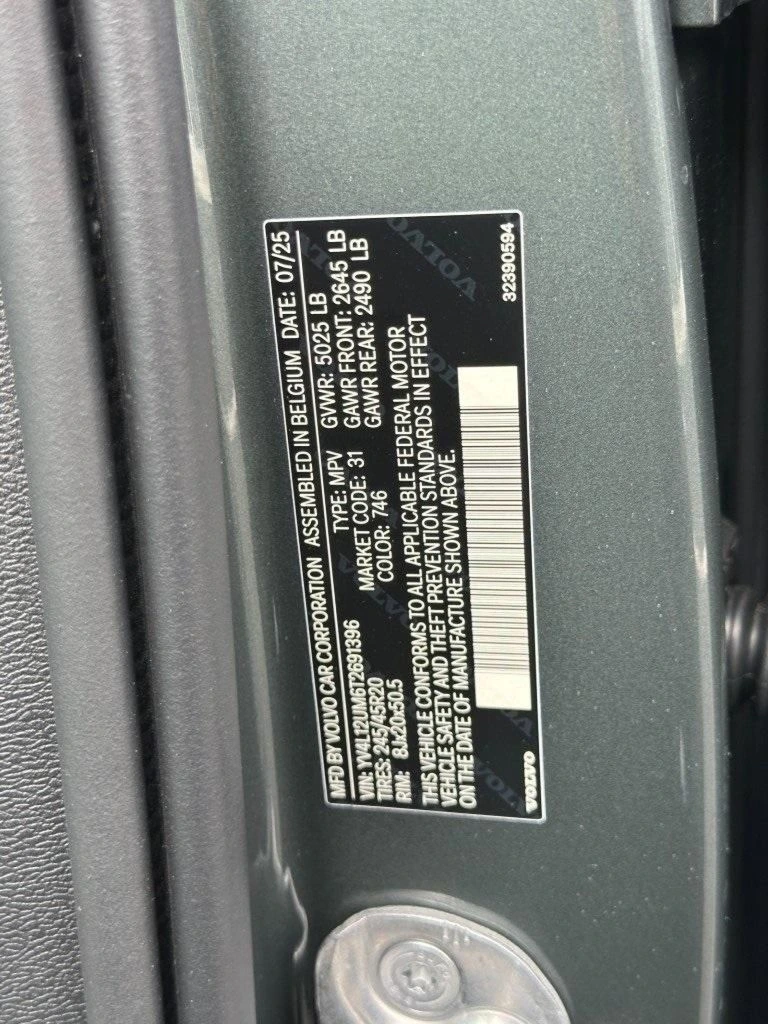 MFD BY VOLVO CAR CORPORATION ASSEMBLED IN BELGIUM DATE: 07/25
VIN: YV4L12UM6T2691396 TYPE: MPV GVWR: 5025 LB
TIRES: 245/45R20 MARKET CODE: 31 GAWR FRONT: 2645 LB
RIM: 8Jx20x50.5 COLOR: 746 GAWR REAR: 2490 LB
THIS VEHICLE CONFORMS TO ALL APPLICABLE FEDERAL MOTOR
VEHICLE SAFETY AND THEFT PREVENTION STANDARDS IN EFFECT
ON THE DATE OF MANUFACTURE SHOWN ABOVE.
VOLVO 32390594